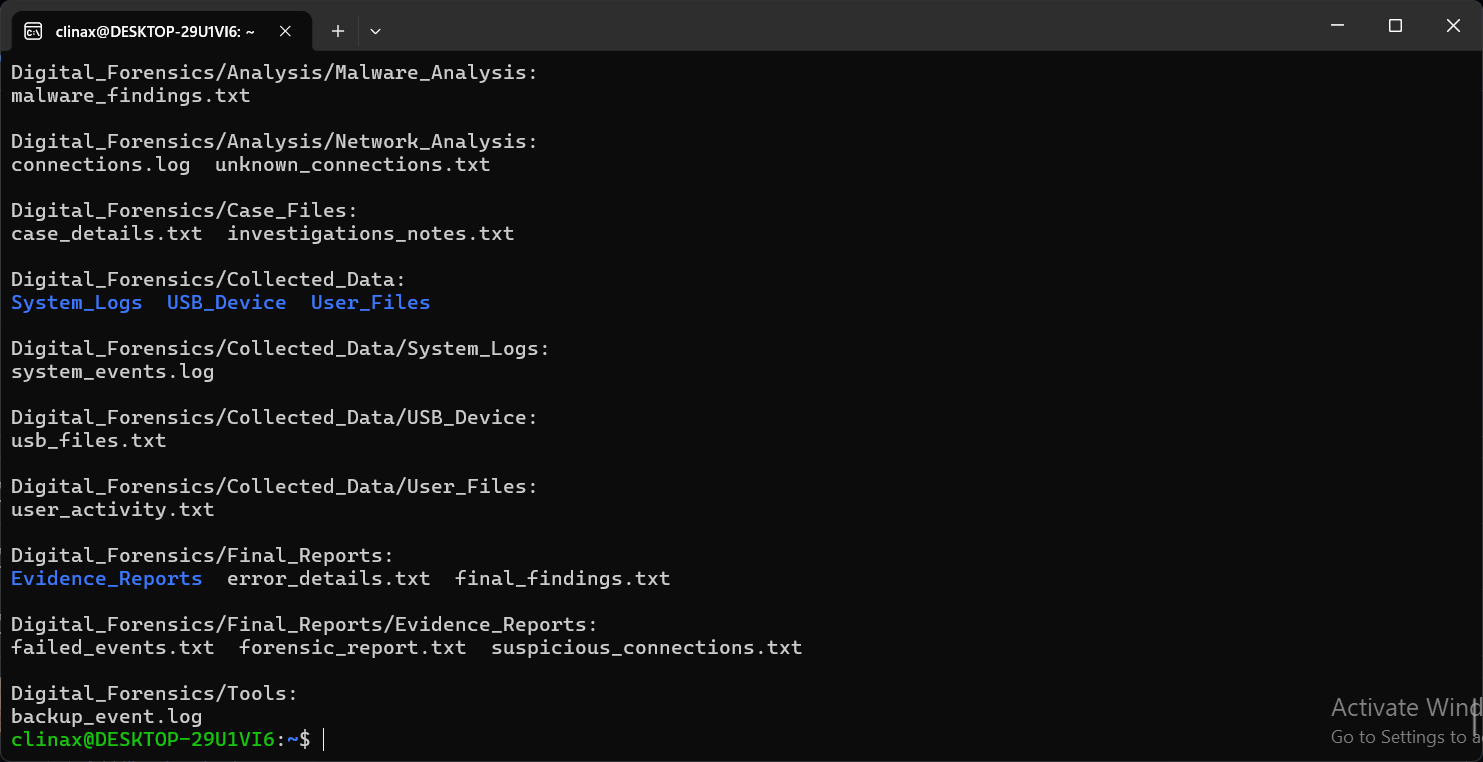 clinax@DESKTOP-29U1VI6: ~
Digital_Forensics/Analysis/Malware_Analysis:
malware_findings.txt
Digital_Forensics/Analysis/Network_Analysis:
connections.log  unknown_connections.txt
Digital_Forensics/Case_Files:
case_details.txt  investigations_notes.txt
Digital_Forensics/Collected_Data:
System_Logs  USB_Device  User_Files
Digital_Forensics/Collected_Data/System_Logs:
system_events.log
Digital_Forensics/Collected_Data/USB_Device:
usb_files.txt
Digital_Forensics/Collected_Data/User_Files:
user_activity.txt
Digital_Forensics/Final_Reports:
Evidence_Reports  error_details.txt  final_findings.txt
Digital_Forensics/Final_Reports/Evidence_Reports:
failed_events.txt  forensic_report.txt  suspicious_connections.txt
Digital_Forensics/Tools:
backup_event.log
clinax@DESKTOP-29U1VI6:~$
Activate Wind
Go to Settings to a